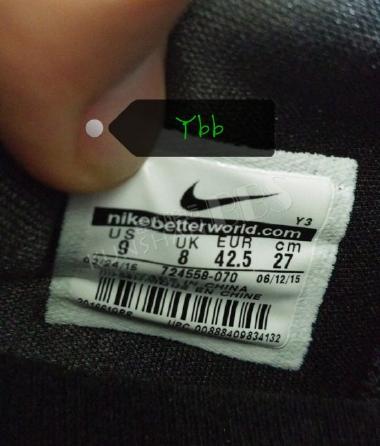 Ybb
Y3
nikebetterworld.com
US UK EUR cm
9 8 42.5 27
724558-070 06/12/15
MADE IN CHINA
UPC 00888409834132